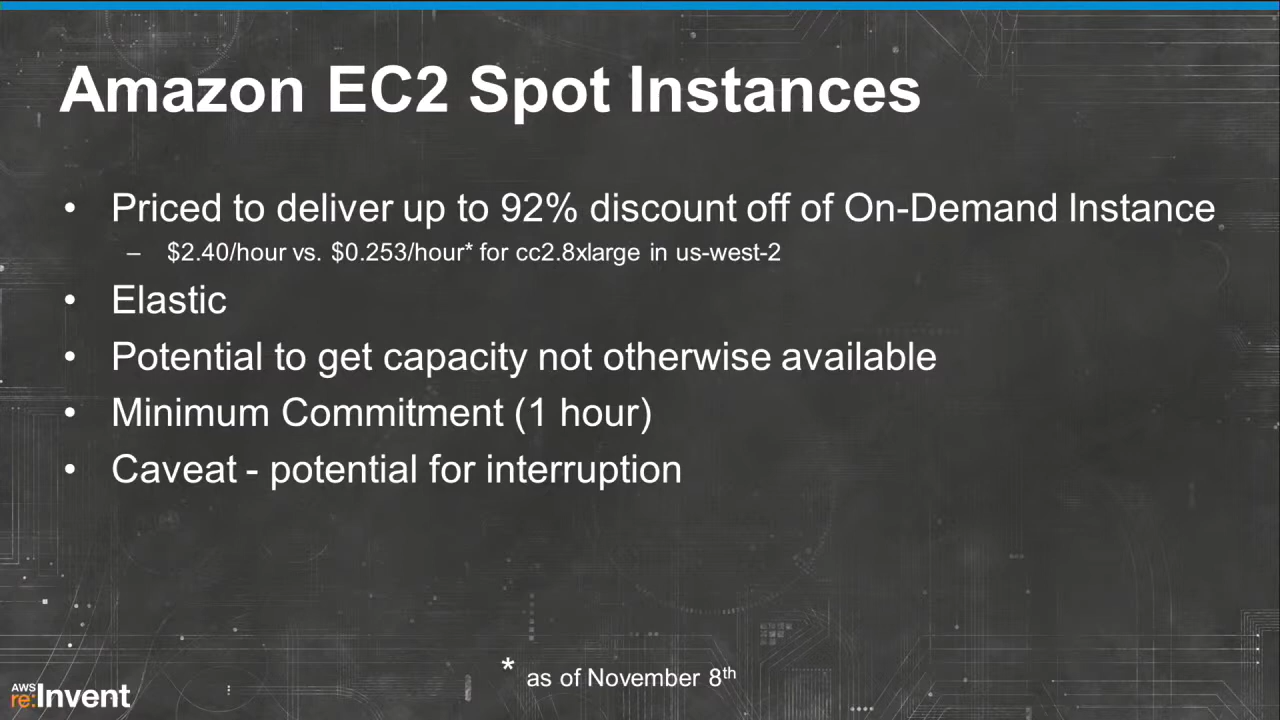 Amazon EC2 Spot Instances
• Priced to deliver up to 92% discount off of On-Demand Instance
– $2.40/hour vs. $0.253/hour* for cc2.8xlarge in us-west-2
• Elastic
• Potential to get capacity not otherwise available
• Minimum Commitment (1 hour)
• Caveat - potential for interruption
* as of November 8th
AWS
re:Invent